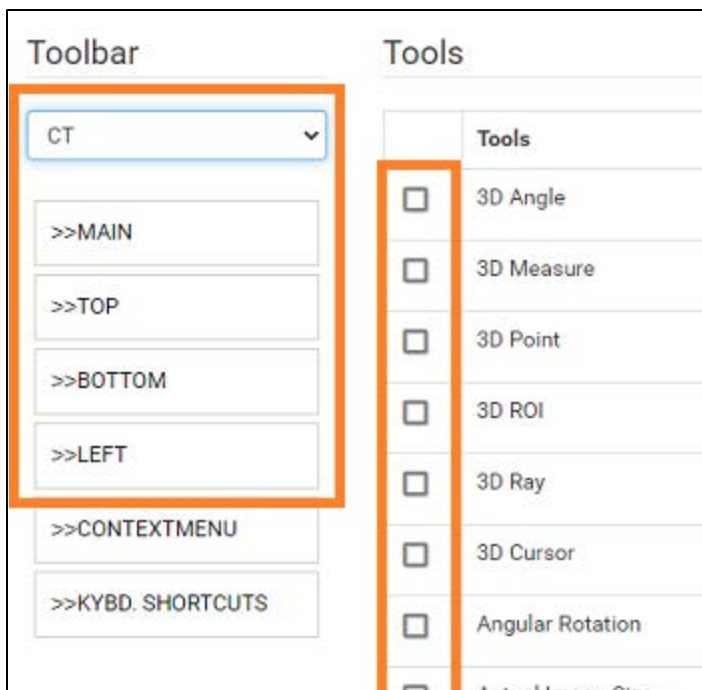 Toolbar
CT
>>MAIN
>>TOP
>>BOTTOM
>>LEFT
>>CONTEXTMENU
>>KYBD. SHORTCUTS
Tools
Tools
3D Angle
3D Measure
3D Point
3D ROI
3D Ray
3D Cursor
Angular Rotation